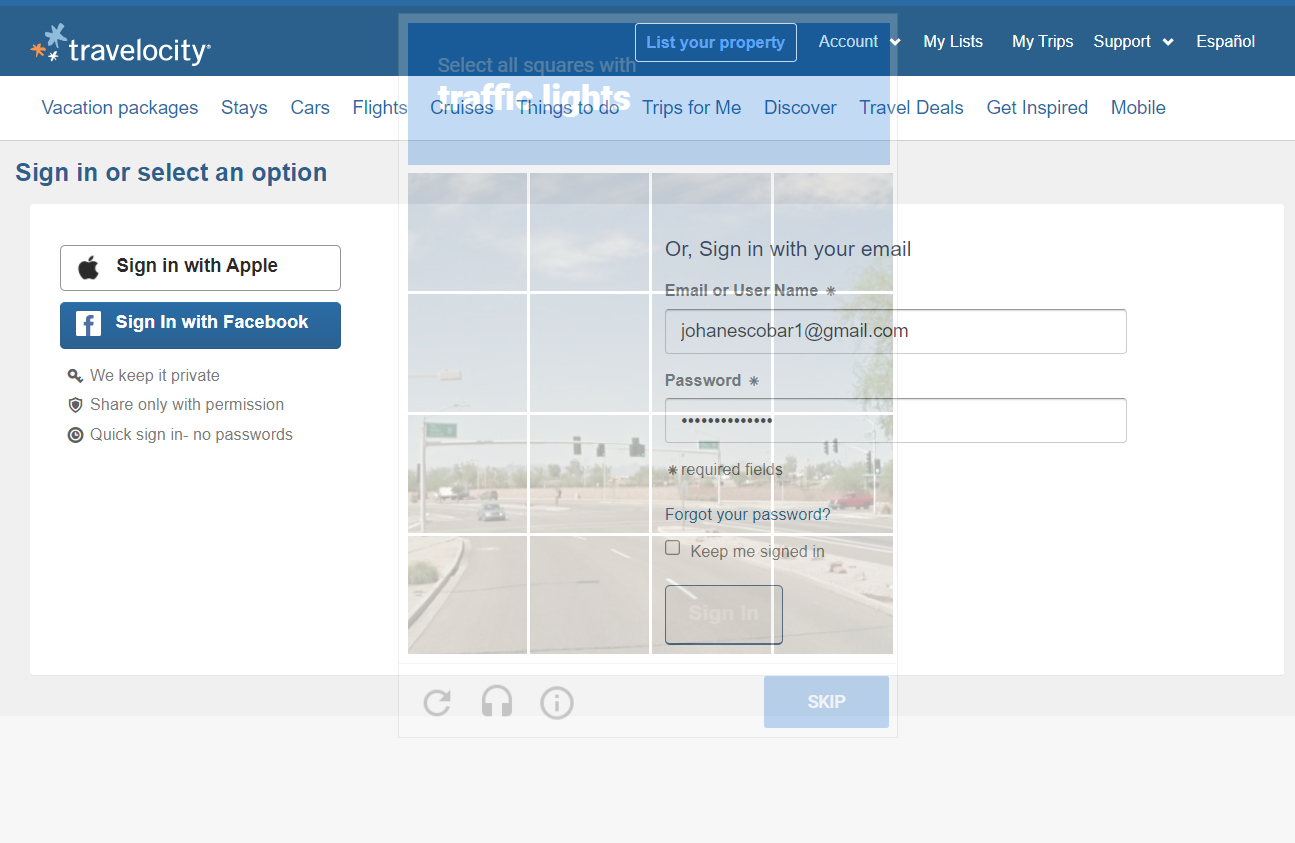 travelocity®
List your property
Account
My Lists
My Trips
Support
Español
Select all squares with
traffic lights
Vacation packages
Stays
Cars
Flights
Cruises
Things to do
Trips for Me
Discover
Travel Deals
Get Inspired
Mobile
Sign in or select an option
Sign in with Apple
Sign In with Facebook
We keep it private
Share only with permission
Quick sign in- no passwords
Or, Sign in with your email
Email or User Name *
johanescobar1@gmail.com
Password *
••••••••••••••
*required fields
Forgot your password?
Keep me signed in
Sign In
SKIP